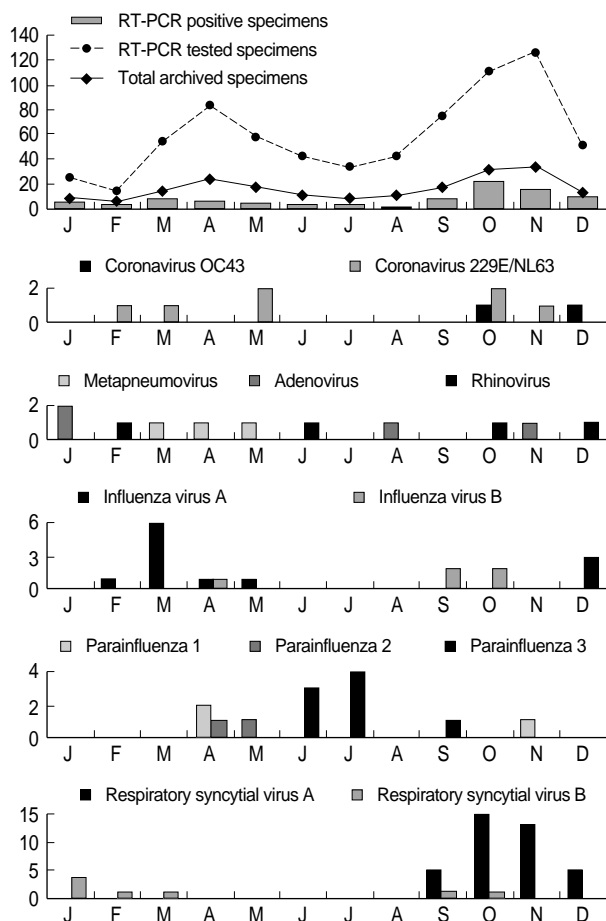 RT-PCR positive specimens
RT-PCR tested specimens
Total archived specimens
140
120
100
80
60
40
20
0
J F M A M J J A S O N D
Coronavirus OC43 Coronavirus 229E/NL63
2
0
J F M A M J J A S O N D
Metapneumovirus Adenovirus Rhinovirus
2
0
J F M A M J J A S O N D
Influenza virus A Influenza virus B
6
3
0
J F M A M J J A S O N D
Parainfluenza 1 Parainfluenza 2 Parainfluenza 3
4
2
0
J F M A M J J A S O N D
Respiratory syncytial virus A Respiratory syncytial virus B
15
10
5
0
J F M A M J J A S O N D